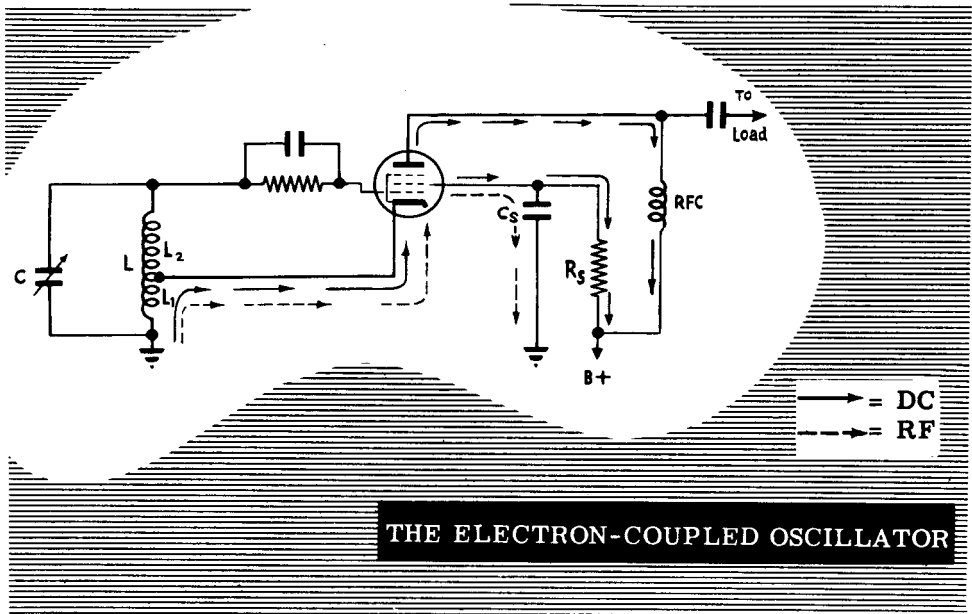 TO
Load
RFC
Cs
C
L
L2
L1
Rs
B+
= DC
= RF
THE ELECTRON-COUPLED OSCILLATOR